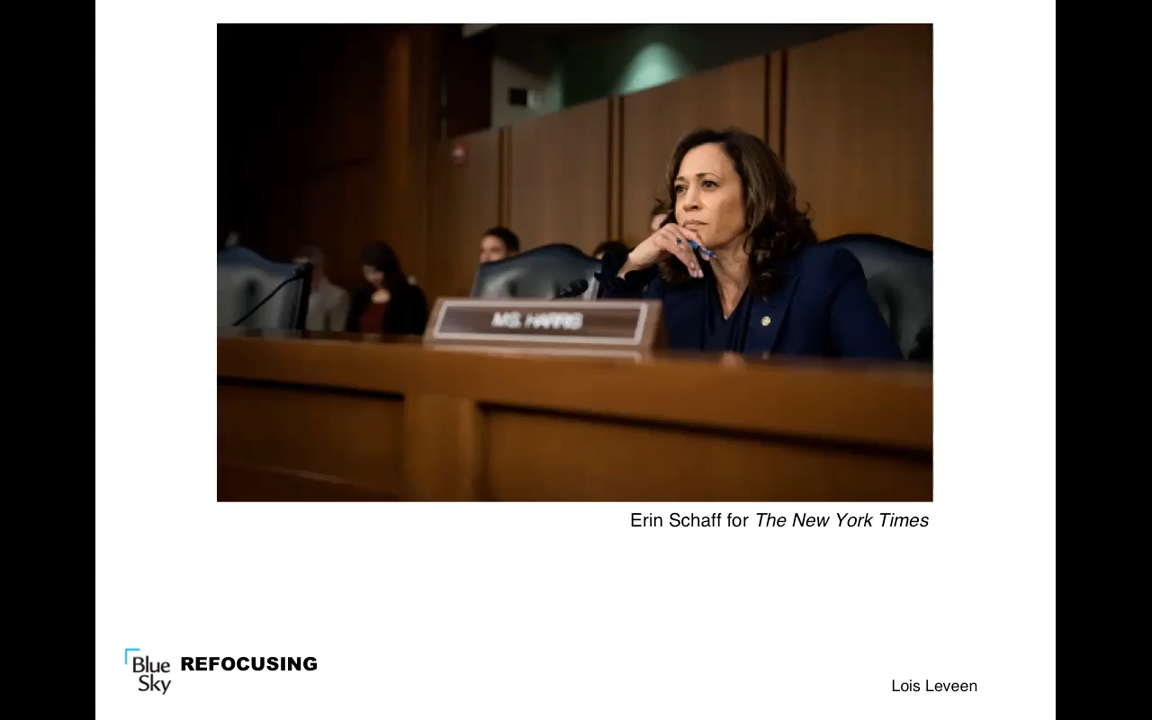 MS. HARRIS
Erin Schaff for The New York Times
Blue
Sky
REFOCUSING
Lois Leveen